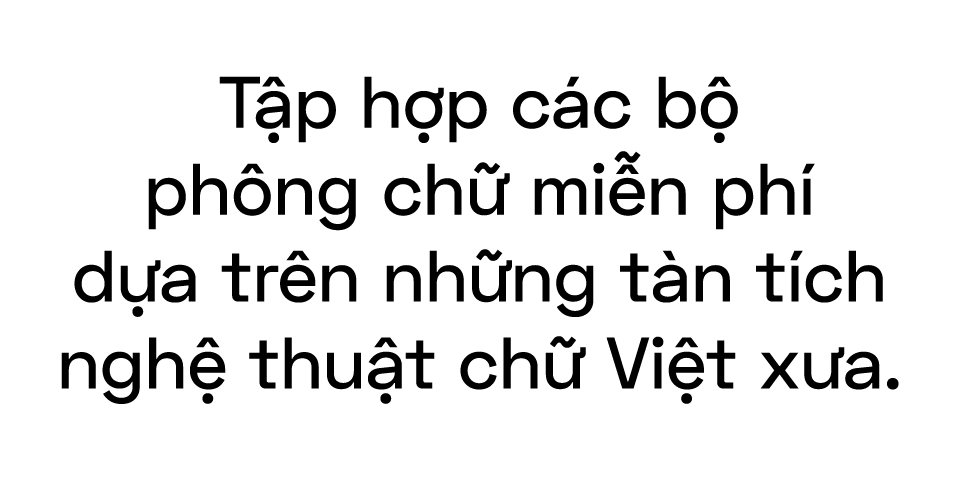 Tập hợp các bộ
phông chữ miễn phí
dựa trên những tàn tích
nghệ thuật chữ Việt xưa.